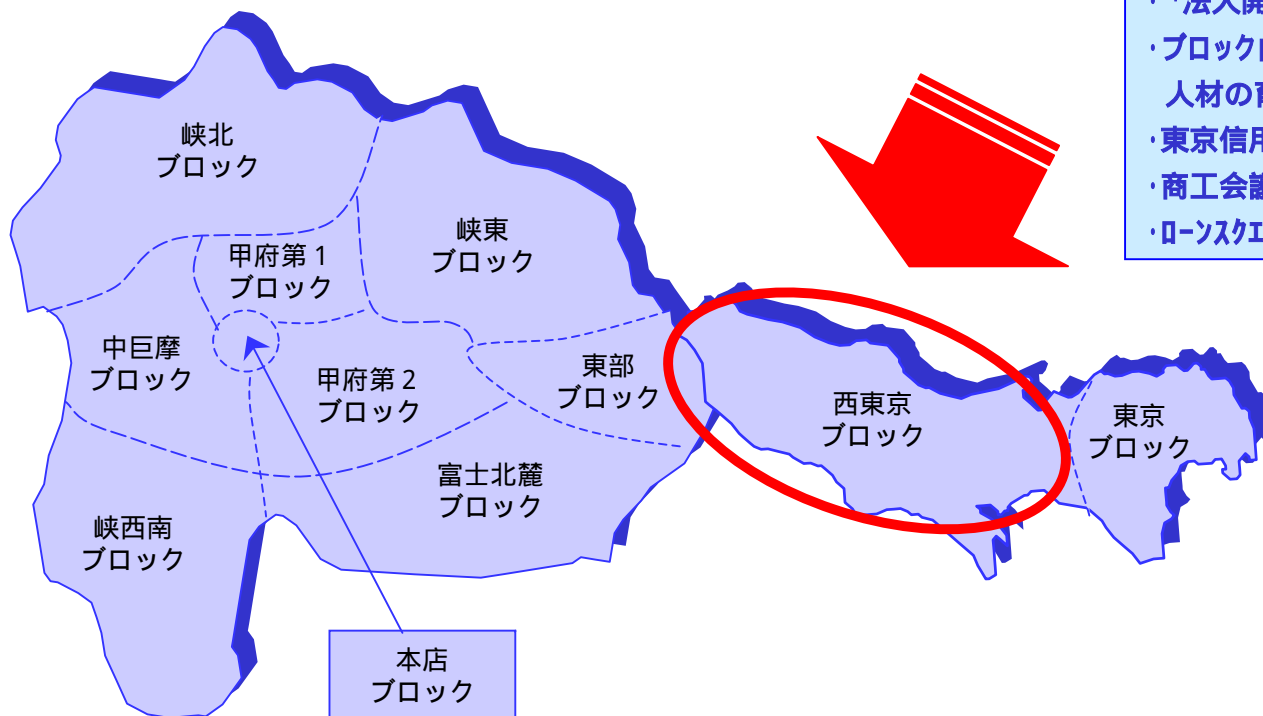 ・ブロック
人材の
・東京信用
・商工会議
・ローンスクエ
峡北
ブロック
峡東
ブロック
甲府第1
ブロック
中巨摩
ブロック
甲府第2
ブロック
東部
ブロック
西東京
ブロック
東京
ブロック
富士北麓
ブロック
峡西南
ブロック
本店
ブロック